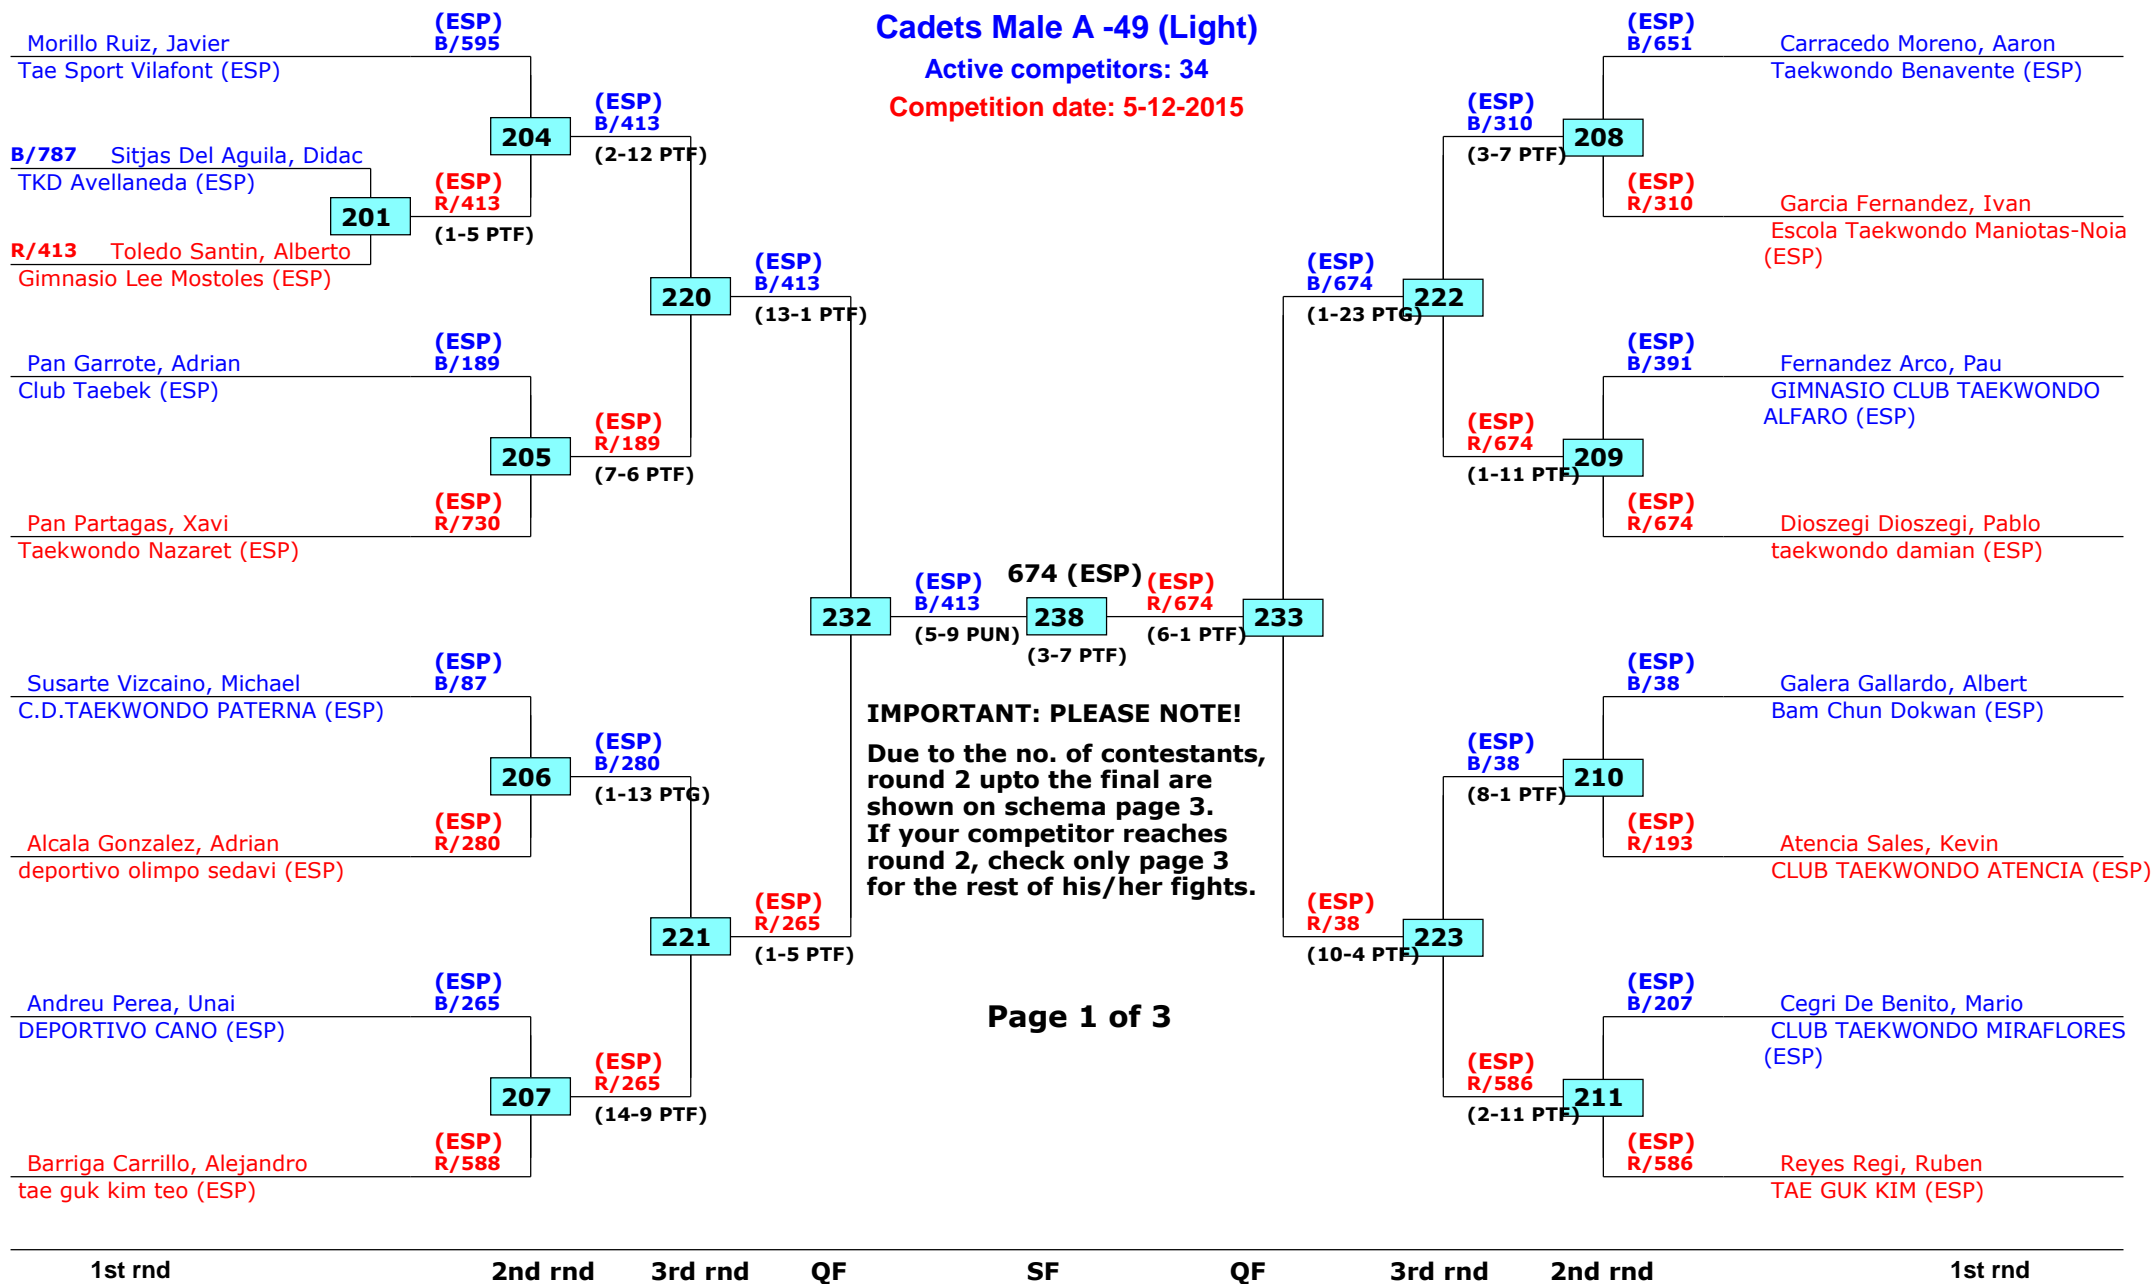 Cadets Male A -49 (Light)
Active competitors: 34
Competition date: 5-12-2015
Morillo Ruiz, Javier
Tae Sport Vilafont (ESP)
(ESP)
B/595
B/787 Sitjas Del Aguila, Didac
TKD Avellaneda (ESP)
201
R/413 Toledo Santin, Alberto
Gimnasio Lee Mostoles (ESP)
(ESP)
R/413
(1-5 PTF)
204
(ESP)
B/413
(2-12 PTF)
Pan Garrote, Adrian
Club Taebek (ESP)
(ESP)
B/189
205
Pan Partagas, Xavi
Taekwondo Nazaret (ESP)
(ESP)
R/730
(ESP)
R/189
(7-6 PTF)
220
(ESP)
B/413
(13-1 PTF)
Susarte Vizcaino, Michael
C.D.TAEKWONDO PATERNA (ESP)
(ESP)
B/87
206
Alcala Gonzalez, Adrian
deportivo olimpo sedavi (ESP)
(ESP)
R/280
(ESP)
B/280
(1-13 PTG)
Andreu Perea, Unai
DEPORTIVO CANO (ESP)
(ESP)
B/265
207
Barriga Carrillo, Alejandro
tae guk kim teo (ESP)
(ESP)
R/588
(ESP)
R/265
(14-9 PTF)
221
(ESP)
R/265
(1-5 PTF)
232
(ESP)
B/413
(5-9 PUN)
674 (ESP)
238
(3-7 PTF)
(ESP)
R/674
(6-1 PTF)
233
IMPORTANT: PLEASE NOTE!
Due to the no. of contestants,
round 2 upto the final are
shown on schema page 3.
If your competitor reaches
round 2, check only page 3
for the rest of his/her fights.
Page 1 of 3
(ESP)
B/651
Carracedo Moreno, Aaron
Taekwondo Benavente (ESP)
(ESP)
B/310
(3-7 PTF)
208
(ESP)
R/310
Garcia Fernandez, Ivan
Escola Taekwondo Maniotas-Noia
(ESP)
(ESP)
B/674
(1-23 PTG)
222
(ESP)
B/391
Fernandez Arco, Pau
GIMNASIO CLUB TAEKWONDO
ALFARO (ESP)
(ESP)
R/674
(1-11 PTF)
209
(ESP)
R/674
Dioszegi Dioszegi, Pablo
taekwondo damian (ESP)
(ESP)
B/38
Galera Gallardo, Albert
Bam Chun Dokwan (ESP)
(ESP)
B/38
(8-1 PTF)
210
(ESP)
R/193
Atencia Sales, Kevin
CLUB TAEKWONDO ATENCIA (ESP)
(ESP)
R/38
(10-4 PTF)
223
(ESP)
B/207
Cegri De Benito, Mario
CLUB TAEKWONDO MIRAFLORES
(ESP)
(ESP)
R/586
(2-11 PTF)
211
(ESP)
R/586
Reyes Regi, Ruben
TAE GUK KIM (ESP)
1st rnd 2nd rnd 3rd rnd QF SF QF 3rd rnd 2nd rnd 1st rnd